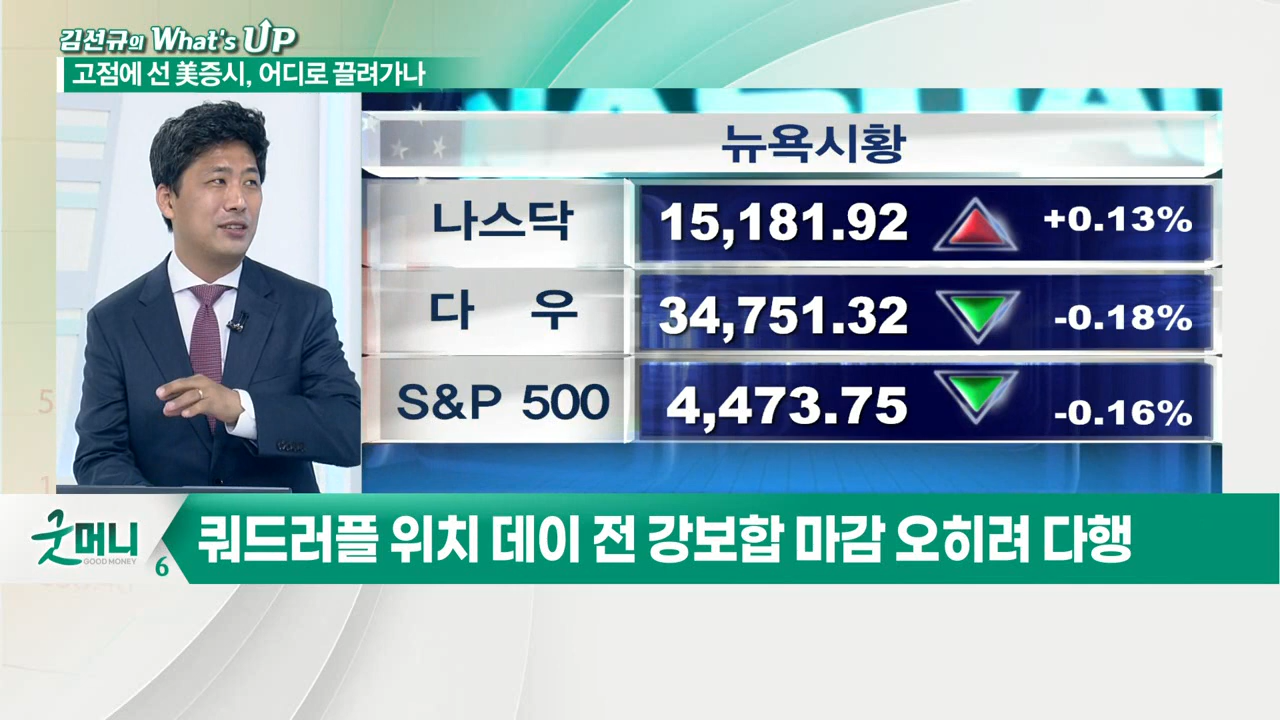 김선규의 What's UP
고점에 선 美증시, 어디로 끌려가나
뉴욕시황
나스닥 15,181.92 +0.13%
다 우 34,751.32 -0.18%
S&P 500 4,473.75 -0.16%
굿머니
GOOD MONEY
6
쿼드러플 위치 데이 전 강보합 마감 오히려 다행
5
1